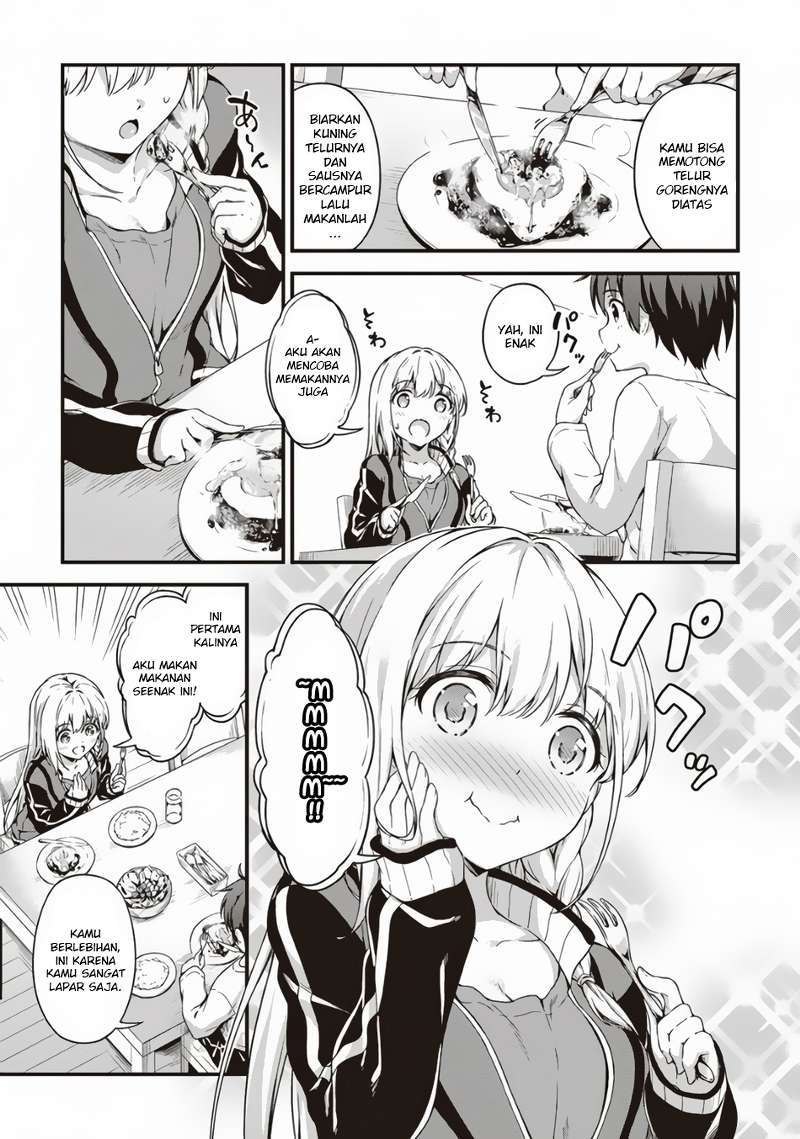 KAMU BISA
MEMOTONG
TELUR
GORENGNYA
DIATAS
BIARKAN
KUNING
TELURNYA
DAN
SAUSNYA
BERCAMPUR
LALU
MAKANLAH
...
YAH, INI
ENAK
パクッ
そわ
そわ
A-
AKU AKAN
MENCOBA
MEMAKANNYA
JUGA
あ〜ん
パクッ
~mmmmm~!!
INI
PERTAMA
KALINYA
AKU MAKAN
MAKANAN
SEENAK INI!
KAMU
BERLEBIHAN,
INI KARENA
KAMU SANGAT
LAPAR SAJA.